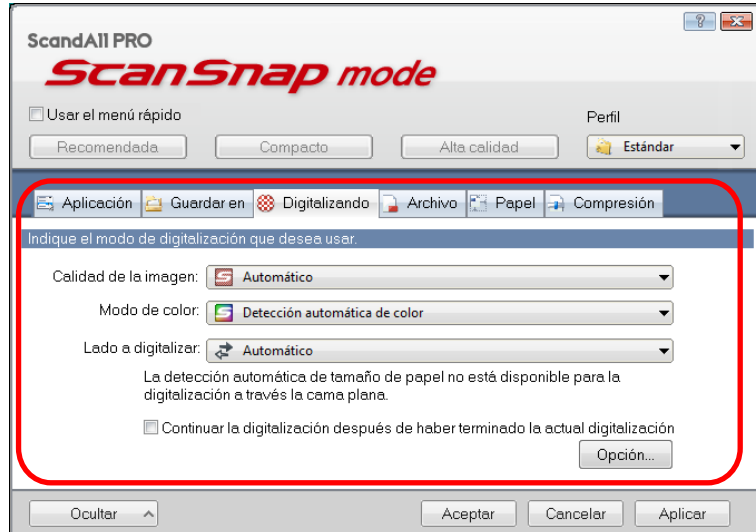 ScandAll PRO
ScanSnap mode
Usar el menú rápido
Perfil
Recomendada Compacto Alta calidad Estándar
Aplicación Guardar en Digitalizando Archivo Papel Compresión
Indique el modo de digitalización que desea usar.
Calidad de la imagen: Automático
Modo de color: Detección automática de color
Lado a digitalizar: Automático
La detección automática de tamaño de papel no está disponible para la
digitalización a través la cama plana.
Continuar la digitalización después de haber terminado la actual digitalización
Opción...
Ocultar Aceptar Cancelar Aplicar